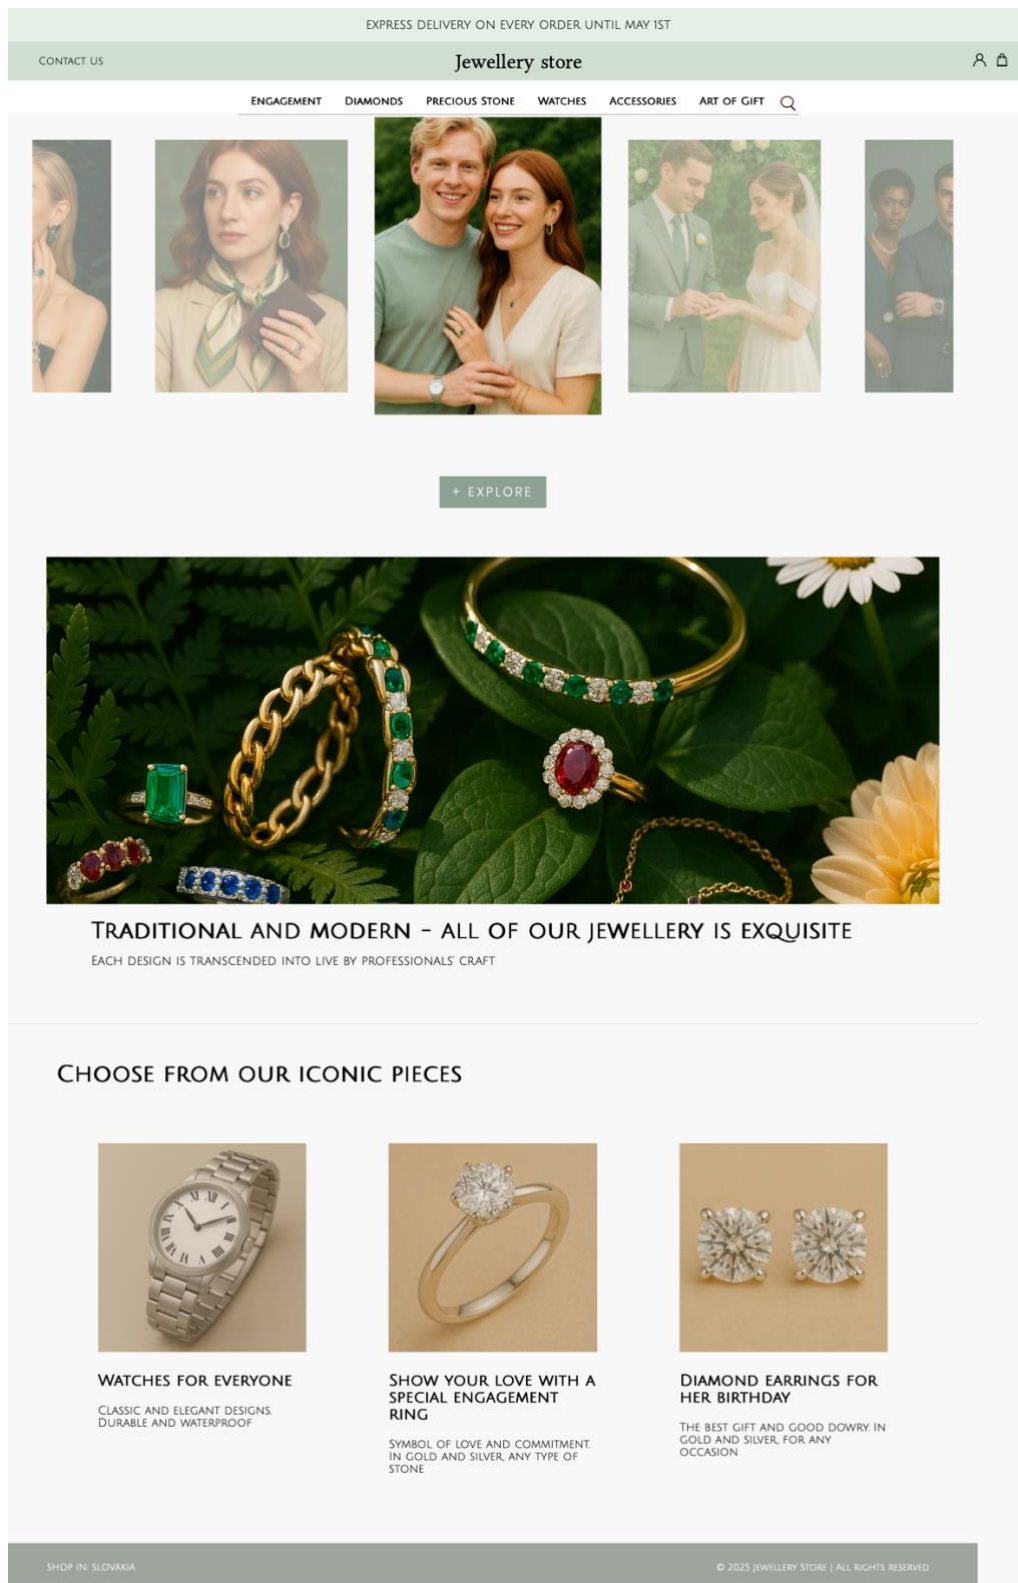 EXPRESS DELIVERY ON EVERY ORDER UNTIL MAY 1ST
CONTACT US
Jewellery store
ENGAGEMENT DIAMONDS PRECIOUS STONE WATCHES ACCESSORIES ART OF GIFT
+ EXPLORE
TRADITIONAL AND MODERN - ALL OF OUR JEWELLERY IS EXQUISITE
EACH DESIGN IS TRANSCENDED INTO LIVE BY PROFESSIONALS' CRAFT
CHOOSE FROM OUR ICONIC PIECES
WATCHES FOR EVERYONE
CLASSIC AND ELEGANT DESIGNS.
DURABLE AND WATERPROOF
SHOW YOUR LOVE WITH A
SPECIAL ENGAGEMENT
RING
SYMBOL OF LOVE AND COMMITMENT.
IN GOLD AND SILVER, ANY TYPE OF
STONE
DIAMOND EARRINGS FOR
HER BIRTHDAY
THE BEST GIFT AND GOOD DOWRY. IN
GOLD AND SILVER, FOR ANY
OCCASION
SHOP IN: SLOVAKIA
© 2025 JEWELLERY STORE | ALL RIGHTS RESERVED